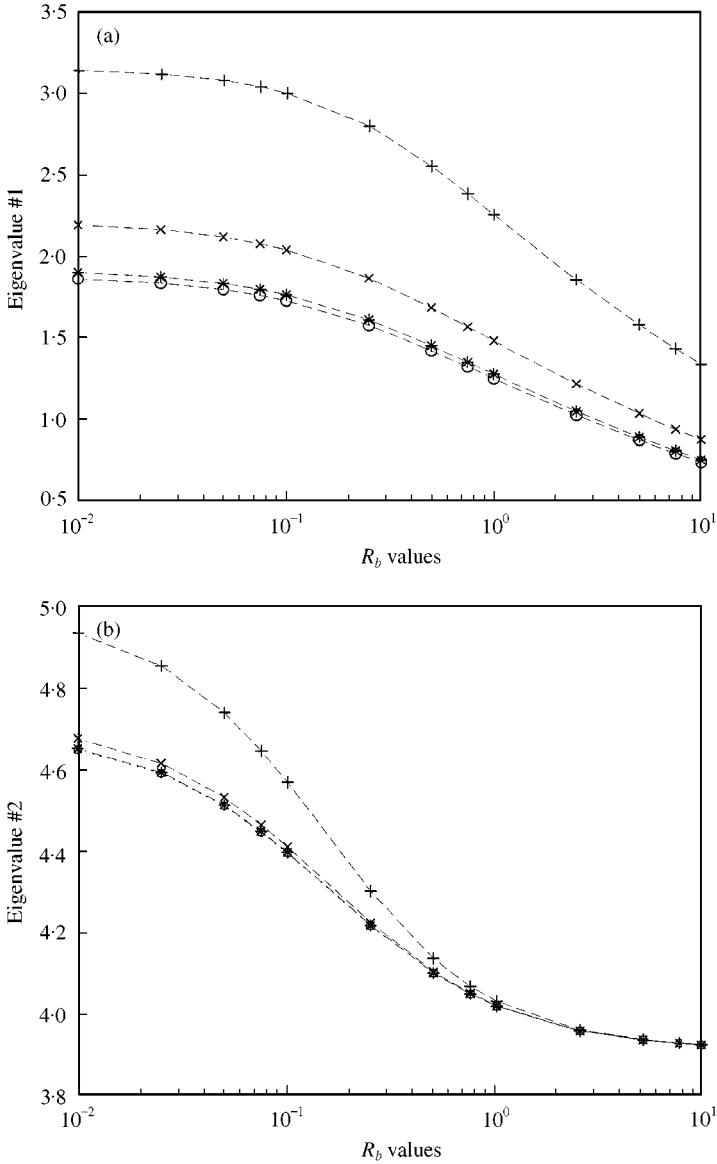 3·5
(a)
3·0
2·5
2·0
1·5
1·0
0·5
Eigenvalue #1
10⁻² 10⁻¹ 10⁰ 10¹
R_b values
5·0
(b)
4·8
4·6
4·4
4·2
4·0
3·8
Eigenvalue #2
10⁻² 10⁻¹ 10⁰ 10¹
R_b values